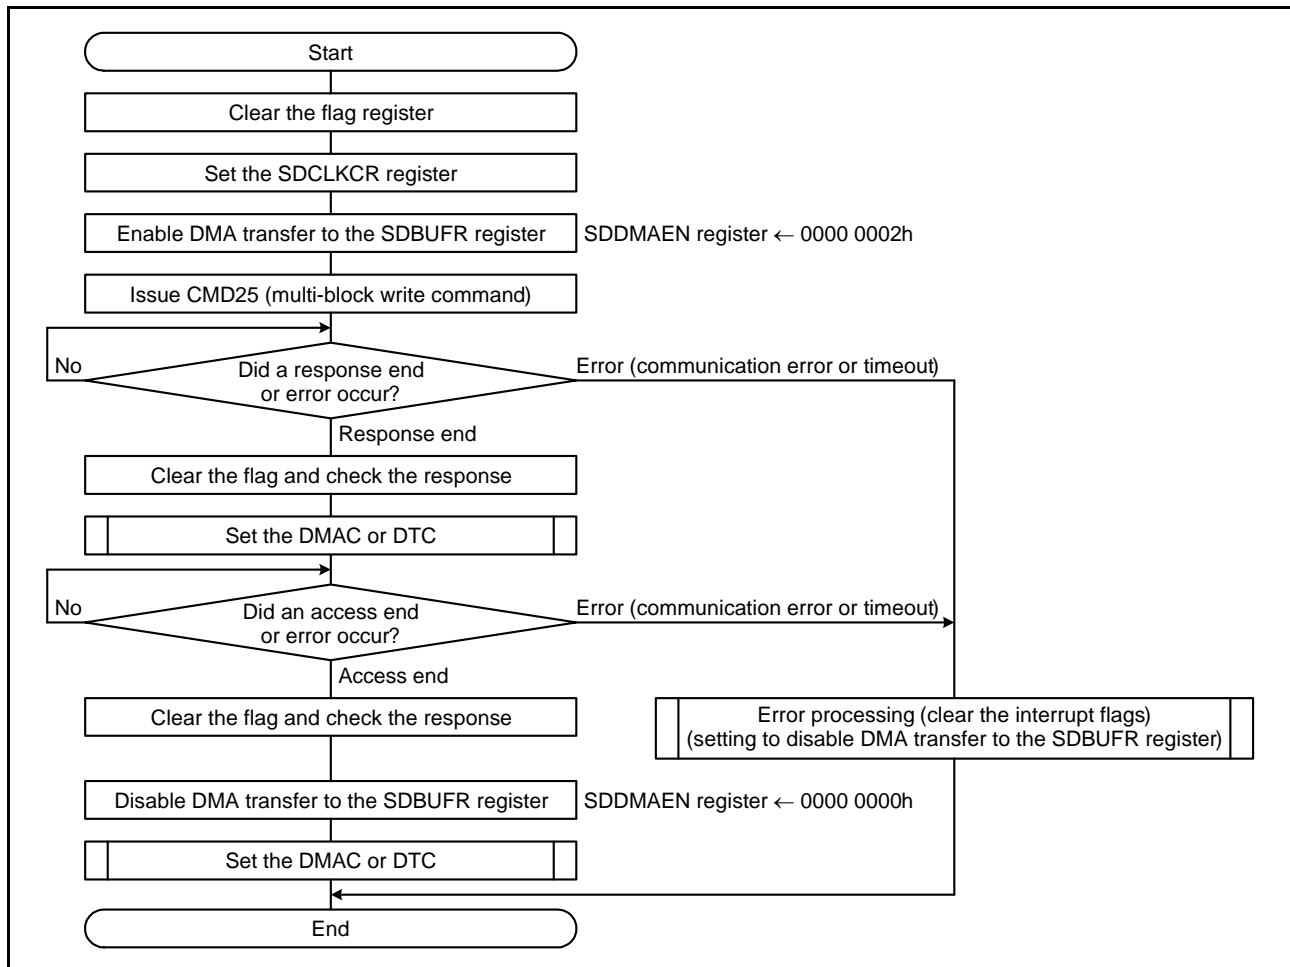 Start
Clear the flag register
Set the SDCLKCR register
Enable DMA transfer to the SDBUFR register
SDDMAEN register ← 0000 0002h
Issue CMD25 (multi-block write command)
No
Did a response end
or error occur?
Error (communication error or timeout)
Response end
Clear the flag and check the response
Set the DMAC or DTC
No
Did an access end
or error occur?
Error (communication error or timeout)
Access end
Clear the flag and check the response
Error processing (clear the interrupt flags)
(setting to disable DMA transfer to the SDBUFR register)
Disable DMA transfer to the SDBUFR register
SDDMAEN register ← 0000 0000h
Set the DMAC or DTC
End